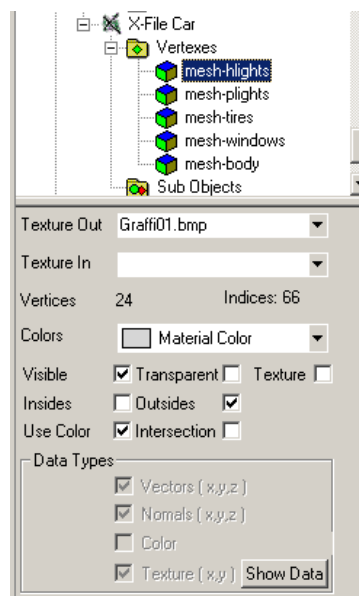 X-File Car
Vertexes
mesh-hlights
mesh-plights
mesh-tires
mesh-windows
mesh-body
Sub Objects
Texture Out Graffi01.bmp
Texture In
Vertices 24 Indices: 66
Colors Material Color
Visible Transparent Texture
Insides Outsides
Use Color Intersection
Data Types
Vectors ( x,y,z )
Nomals ( x,y,z )
Color
Texture ( x,y ) Show Data